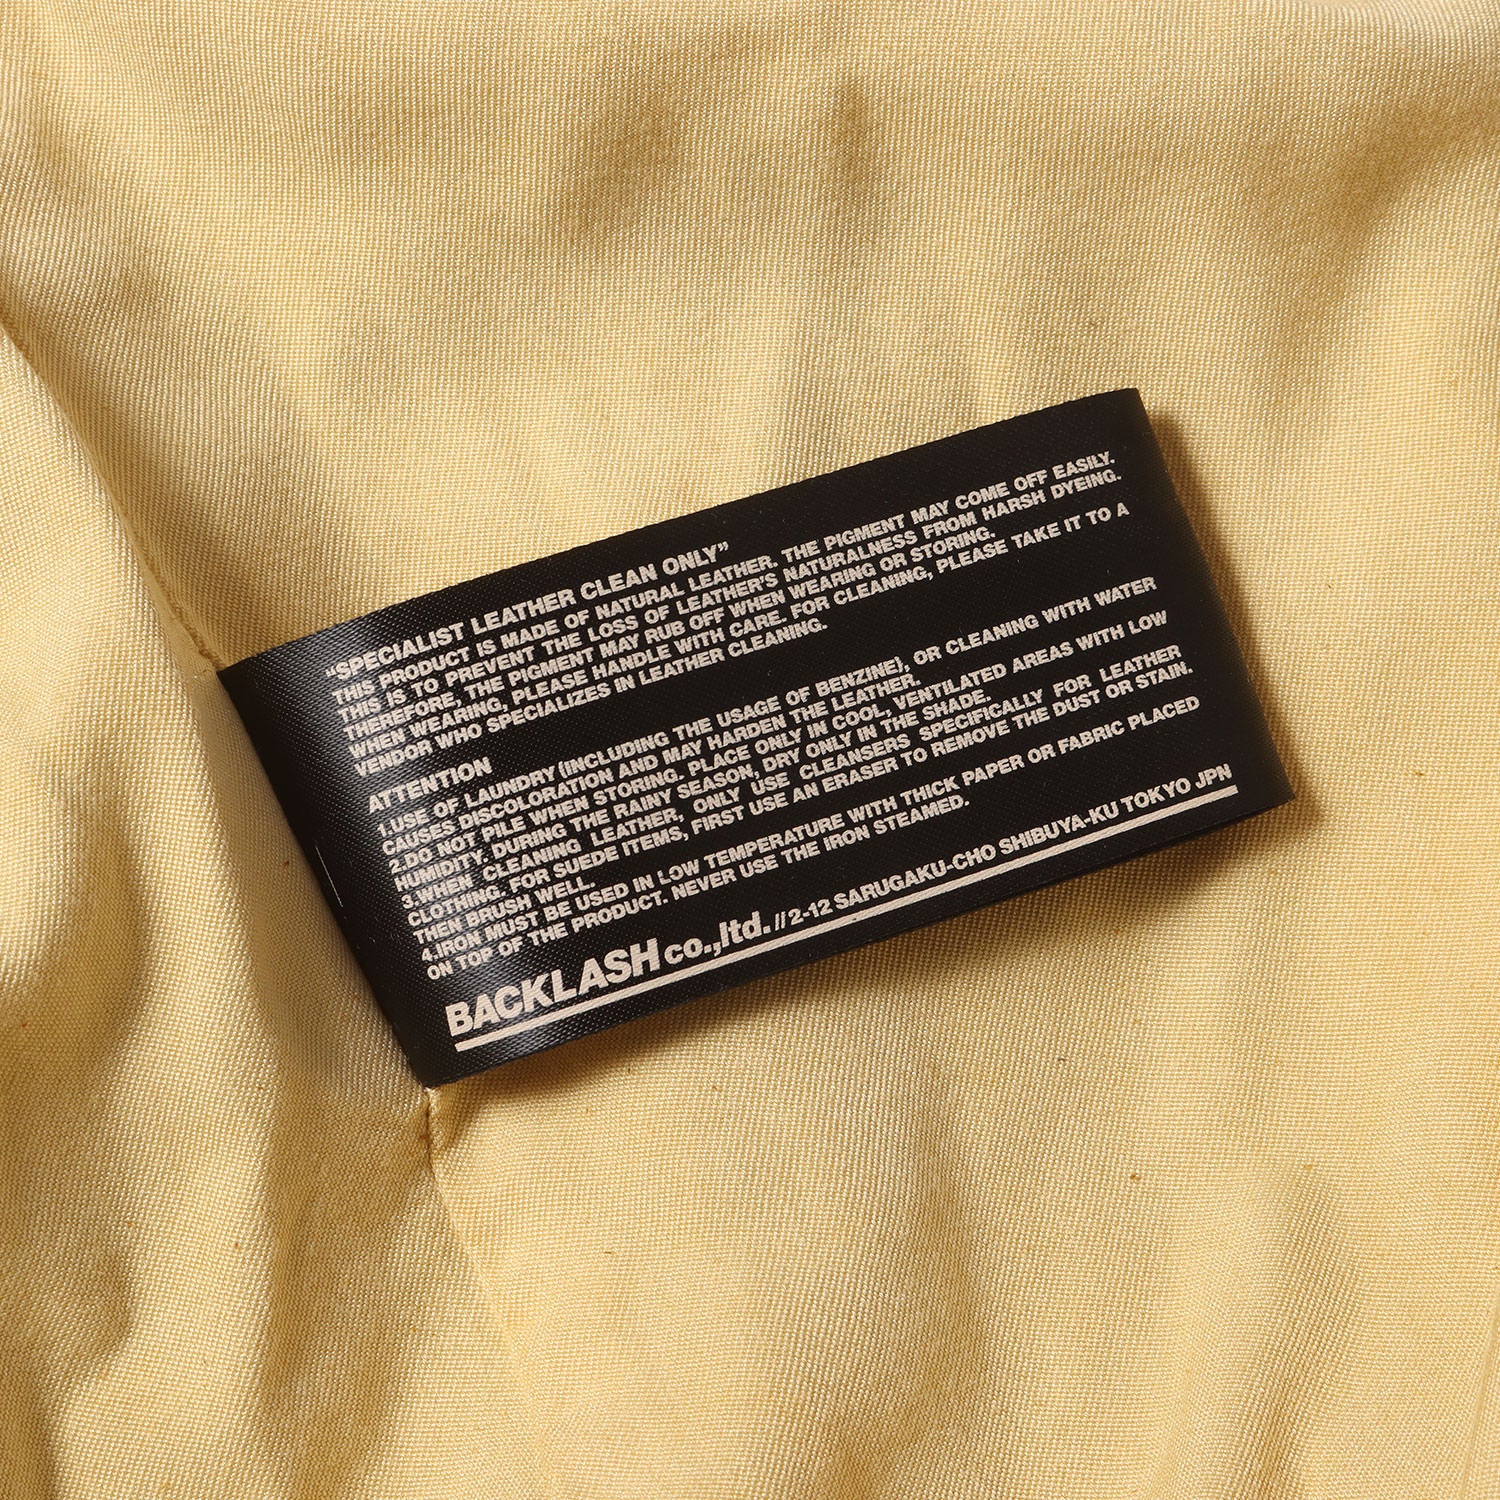 "SPECIALIST LEATHER CLEAN ONLY"
THIS PRODUCT IS MADE OF NATURAL LEATHER. THE PIGMENT MAY COME OFF EASILY.
THIS IS TO PREVENT THE LOSS OF LEATHER'S NATURALNESS FROM HARSH DYEING.
THEREFORE, THE PIGMENT MAY RUB OFF WHEN WEARING OR STORING.
WHEN WEARING, PLEASE HANDLE WITH CARE. FOR CLEANING, PLEASE TAKE IT TO A
VENDOR WHO SPECIALIZES IN LEATHER CLEANING.
ATTENTION
1.USE OF LAUNDRY (INCLUDING THE USAGE OF BENZINE), OR CLEANING WITH WATER
CAUSES DISCOLORATION AND MAY HARDEN THE LEATHER.
2.DO NOT PILE WHEN STORING. PLACE ONLY IN COOL, VENTILATED AREAS WITH LOW
HUMIDITY. DURING THE RAINY SEASON, DRY ONLY IN THE SHADE.
3.WHEN CLEANING LEATHER, ONLY USE CLEANSERS SPECIFICALLY FOR LEATHER
CLOTHING. FOR SUEDE ITEMS, FIRST USE AN ERASER TO REMOVE THE DUST OR STAIN.
THEN BRUSH WELL.
4.IRON MUST BE USED IN LOW TEMPERATURE WITH THICK PAPER OR FABRIC PLACED
ON TOP OF THE PRODUCT. NEVER USE THE IRON STEAMED.
BACKLASH co.,ltd. // 2-12 SARUGAKU-CHO SHIBUYA-KU TOKYO JPN